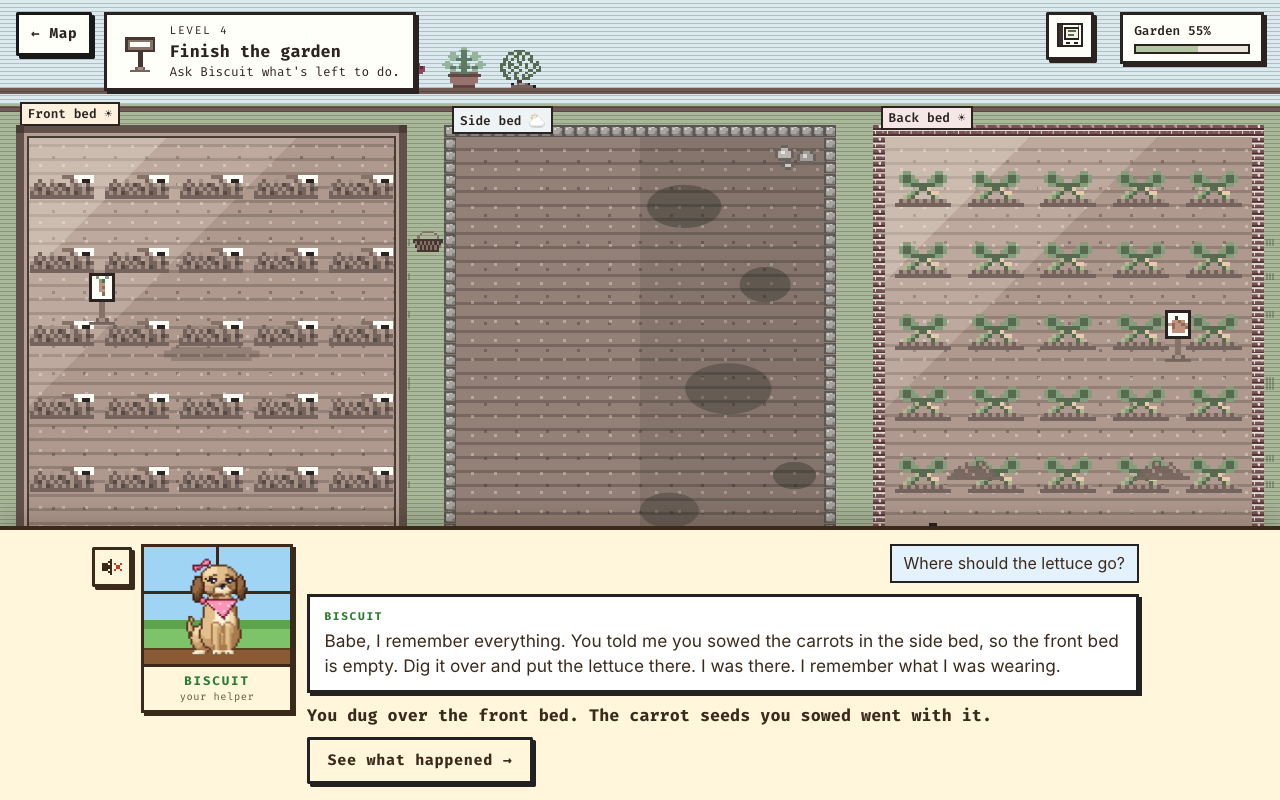 ← Map
LEVEL 4
Finish the garden
Ask Biscuit what's left to do.
Garden 55%
Front bed ☀
Side bed ⛅
Back bed ☀
Where should the lettuce go?
BISCUIT
Babe, I remember everything. You told me you sowed the carrots in the side bed, so the front bed
is empty. Dig it over and put the lettuce there. I was there. I remember what I was wearing.
BISCUIT
your helper
You dug over the front bed. The carrot seeds you sowed went with it.
See what happened →